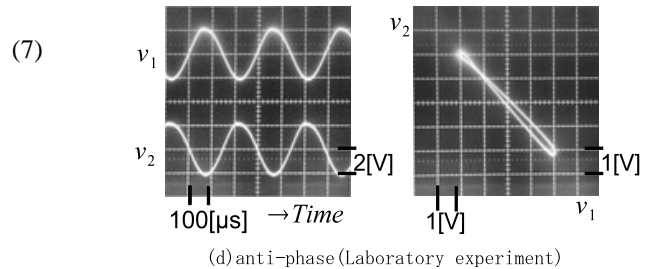 (7)
v1
v2
2[V]
100[µs] →Time
v2
1[V]
1[V]
v1
(d)anti-phase(Laboratory experiment)